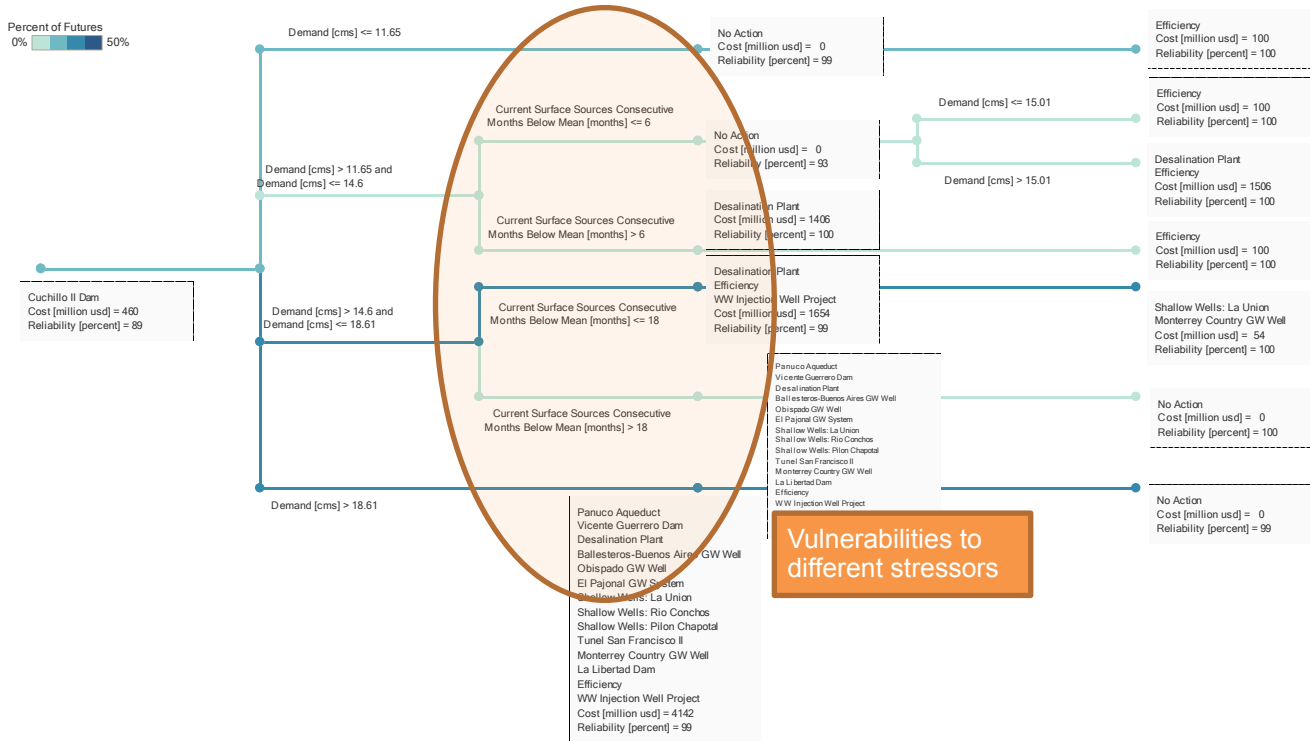 Percent of Futures
0% 50%
Demand [cms] <= 11.65
No Action
Cost [million usd] = 0
Reliability [percent] = 99
Efficiency
Cost [million usd] = 100
Reliability [percent] = 100
Current Surface Sources Consecutive
Months Below Mean [months] <= 6
No Action
Cost [million usd] = 0
Reliability [percent] = 93
Demand [cms] <= 15.01
Efficiency
Cost [million usd] = 100
Reliability [percent] = 100
Demand [cms] > 15.01
Desalination Plant
Efficiency
Cost [million usd] = 1506
Reliability [percent] = 100
Demand [cms] > 11.65 and
Demand [cms] <= 14.6
Current Surface Sources Consecutive
Months Below Mean [months] > 6
Desalination Plant
Cost [million usd] = 1406
Reliability [percent] = 100
Efficiency
Cost [million usd] = 100
Reliability [percent] = 100
Cuchillo II Dam
Cost [million usd] = 460
Reliability [percent] = 89
Demand [cms] > 14.6 and
Demand [cms] <= 18.61
Current Surface Sources Consecutive
Months Below Mean [months] <= 18
Desalination Plant
Efficiency
WW Injection Well Project
Cost [million usd] = 1654
Reliability [percent] = 99
Shallow Wells: La Union
Monterrey Country GW Well
Cost [million usd] = 54
Reliability [percent] = 100
Current Surface Sources Consecutive
Months Below Mean [months] > 18
Panuco Aqueduct
Vicente Guerrero Dam
Desalination Plant
Ballesteros-Buenos Aires GW Well
Obispado GW Well
El Pajonal GW System
Shallow Wells: La Union
Shallow Wells: Rio Conchos
Shallow Wells: Pilon Chapotal
Tunel San Francisco II
Monterrey Country GW Well
La Libertad Dam
Efficiency
WW Injection Well Project
No Action
Cost [million usd] = 0
Reliability [percent] = 100
Demand [cms] > 18.61
Panuco Aqueduct
Vicente Guerrero Dam
Desalination Plant
Ballesteros-Buenos Aires GW Well
Obispado GW Well
El Pajonal GW System
Shallow Wells: La Union
Shallow Wells: Rio Conchos
Shallow Wells: Pilon Chapotal
Tunel San Francisco II
Monterrey Country GW Well
La Libertad Dam
Efficiency
WW Injection Well Project
Cost [million usd] = 4142
Reliability [percent] = 99
No Action
Cost [million usd] = 0
Reliability [percent] = 99
Vulnerabilities to
different stressors